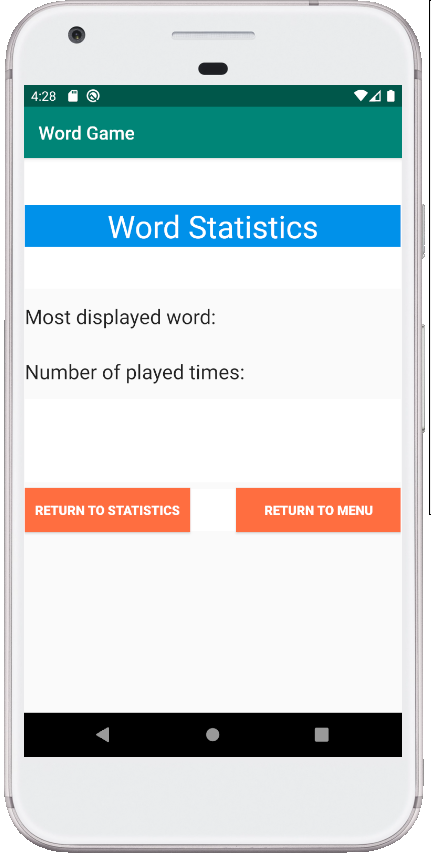 4:28
Word Game
Word Statistics
Most displayed word:
Number of played times:
RETURN TO STATISTICS RETURN TO MENU